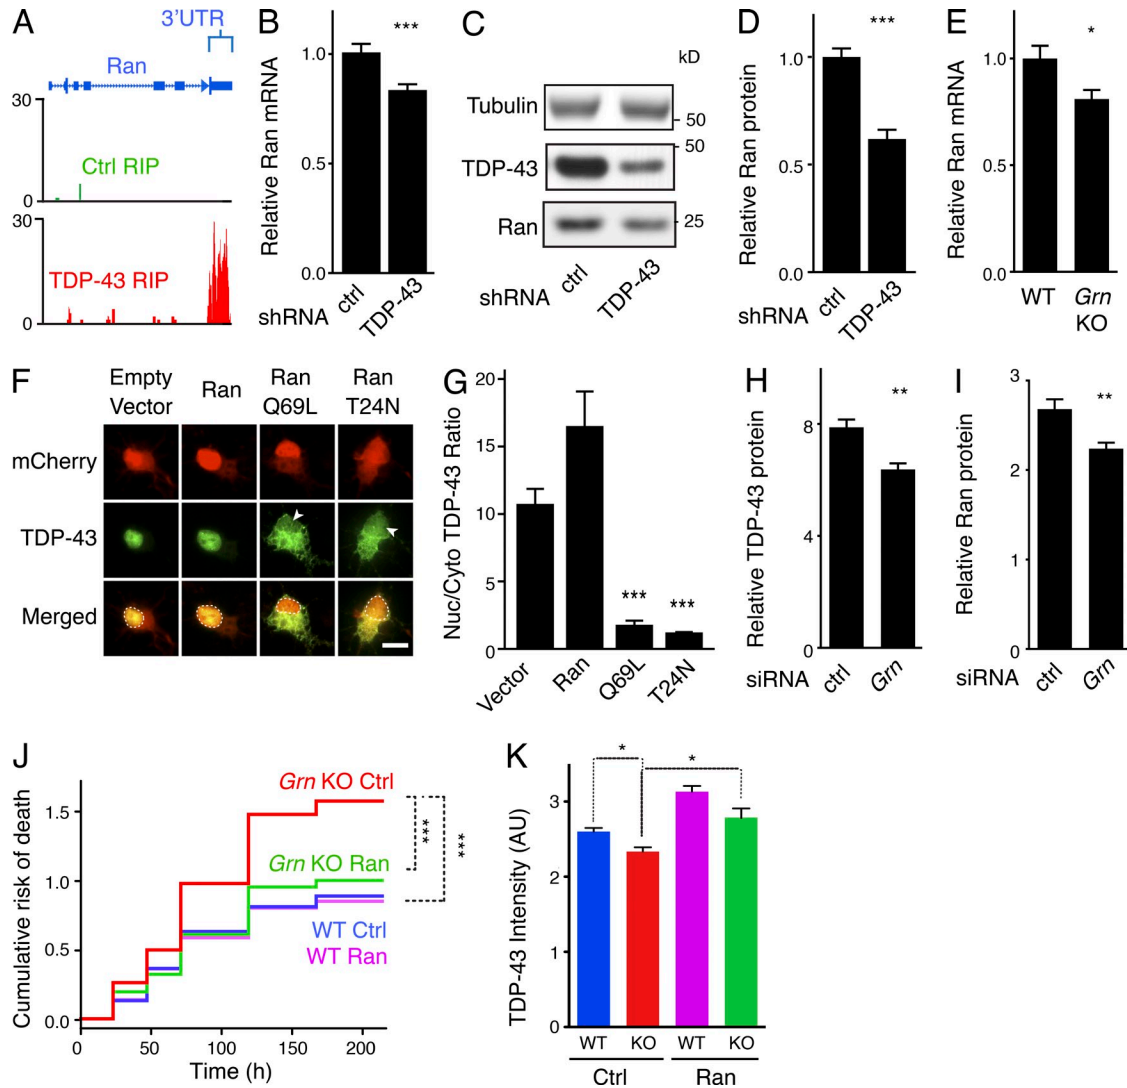 A
3'UTR
Ran
30
Ctrl RIP
0
30
TDP-43 RIP
0
B
***
Relative Ran mRNA
1.0
0.5
0.0
shRNA
ctrl
TDP-43
C
kD
Tubulin
50
50
TDP-43
Ran
25
shRNA
ctrl
TDP-43
D
***
Relative Ran protein
1.0
0.5
0.0
shRNA
ctrl
TDP-43
E
*
Relative Ran mRNA
1.0
0.5
0.0
WT
Grn
KO
F
Empty
Vector
Ran
Ran
Q69L
Ran
T24N
mCherry
TDP-43
Merged
G
Nuc/Cyto TDP-43 Ratio
20
15
10
5
0
***
***
Vector
Ran
Q69L
T24N
H
**
Relative TDP-43 protein
8
4
0
siRNA
ctrl
Grn
I
**
Relative Ran protein
3
2
1
0
siRNA
ctrl
Grn
J
Cumulative risk of death
1.5
1.0
0.5
0.0
Grn KO Ctrl
***
***
Grn KO Ran
WT Ctrl
WT Ran
0
50
100
150
200
Time (h)
K
*
*
TDP-43 Intensity (AU)
3
2
1
0
WT
KO
WT
KO
Ctrl
Ran